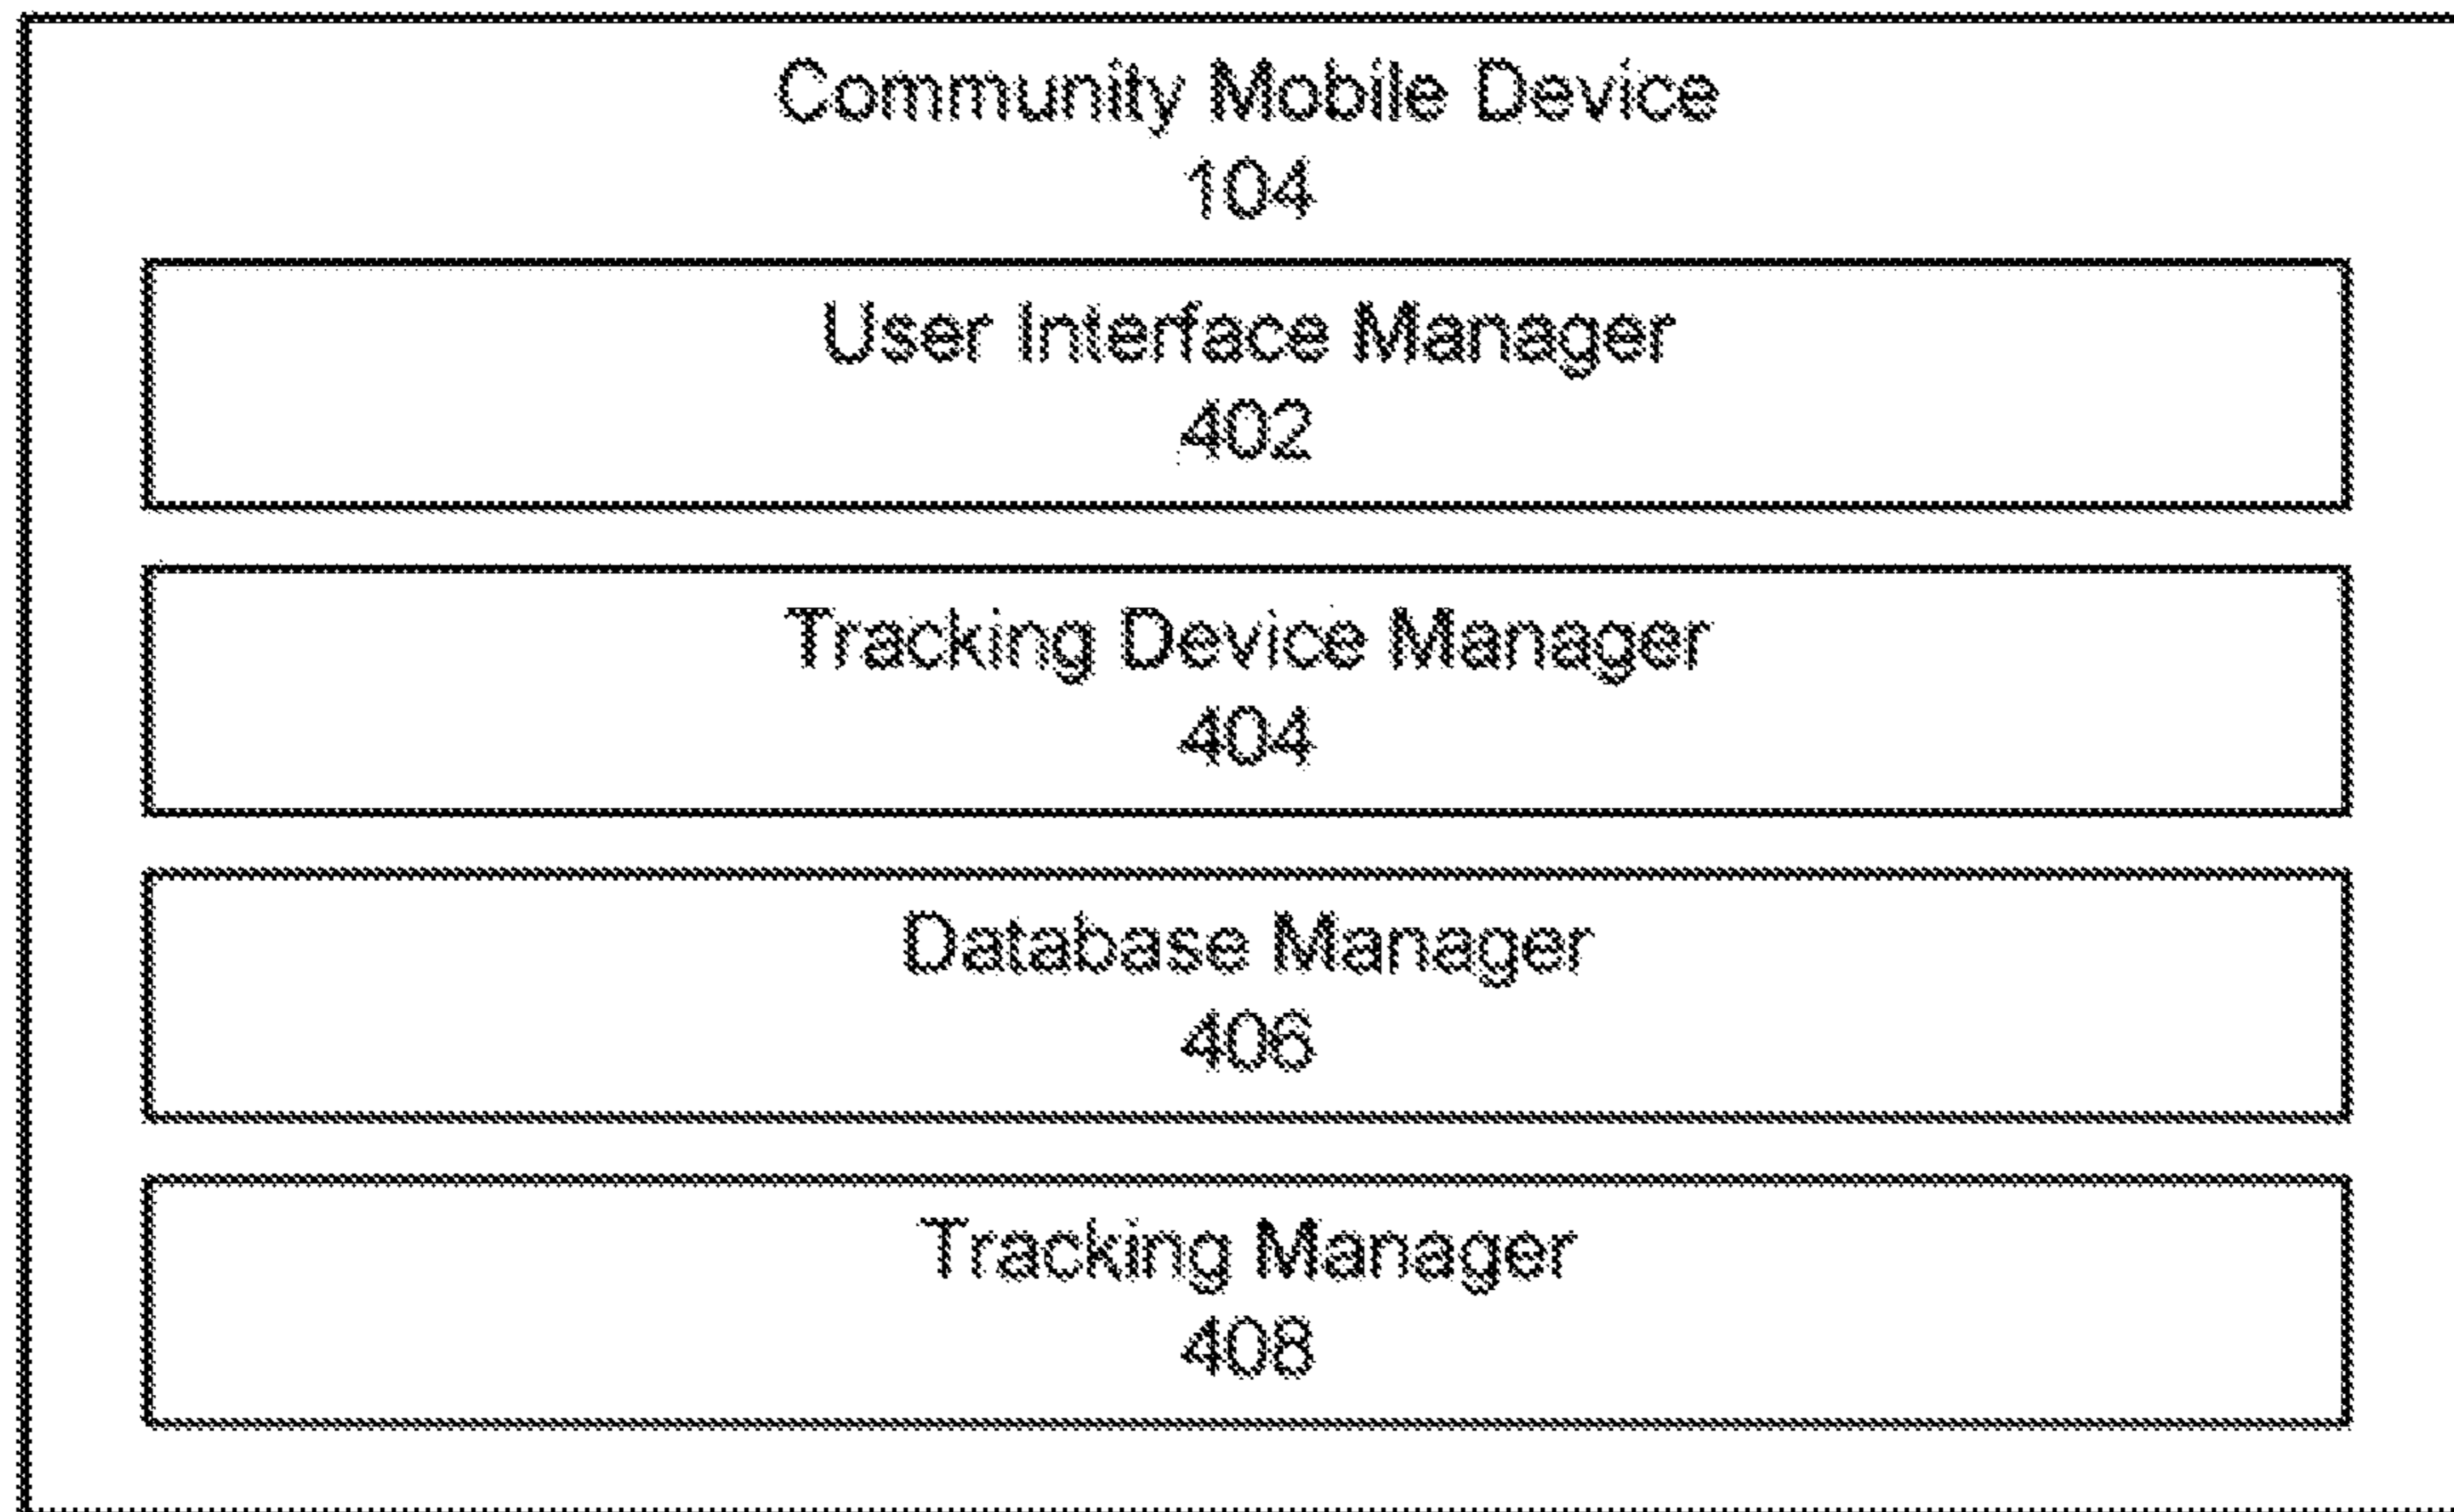 Community Mobile Device
104
User Interface Manager
402
Tracking Device Manager
404
Database Manager
406
Tracking Manager
408